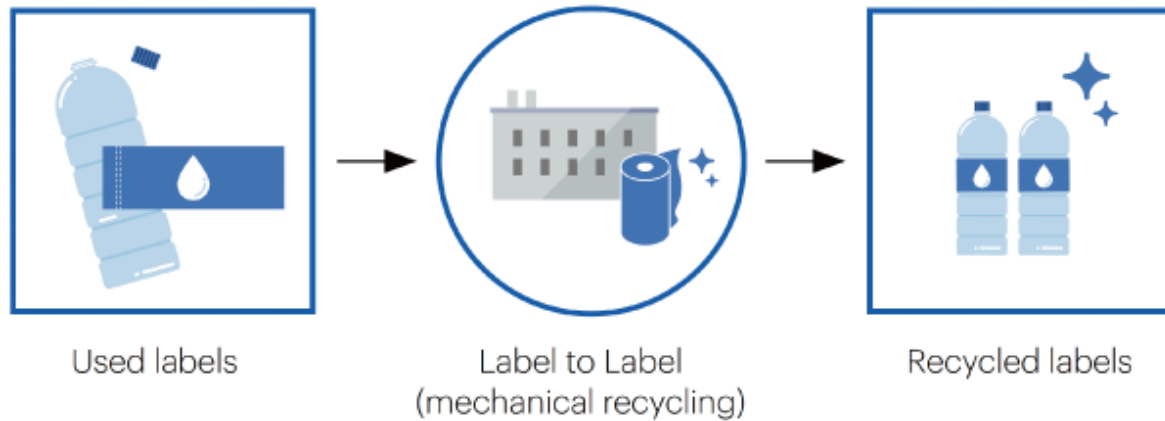 Used labels
Label to Label
(mechanical recycling)
Recycled labels